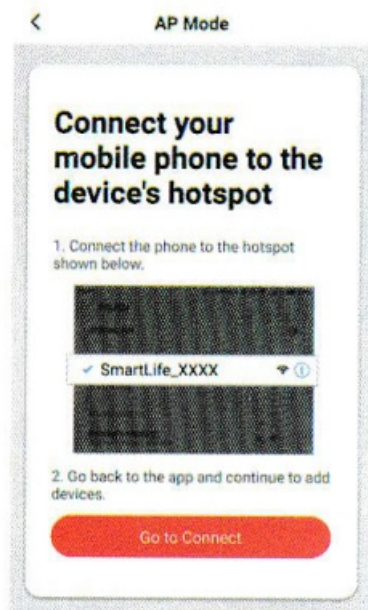 AP Mode
Connect your
mobile phone to the
device's hotspot
1. Connect the phone to the hotspot
shown below.
SmartLife_XXXX
2. Go back to the app and continue to add
devices.
Go to Connect